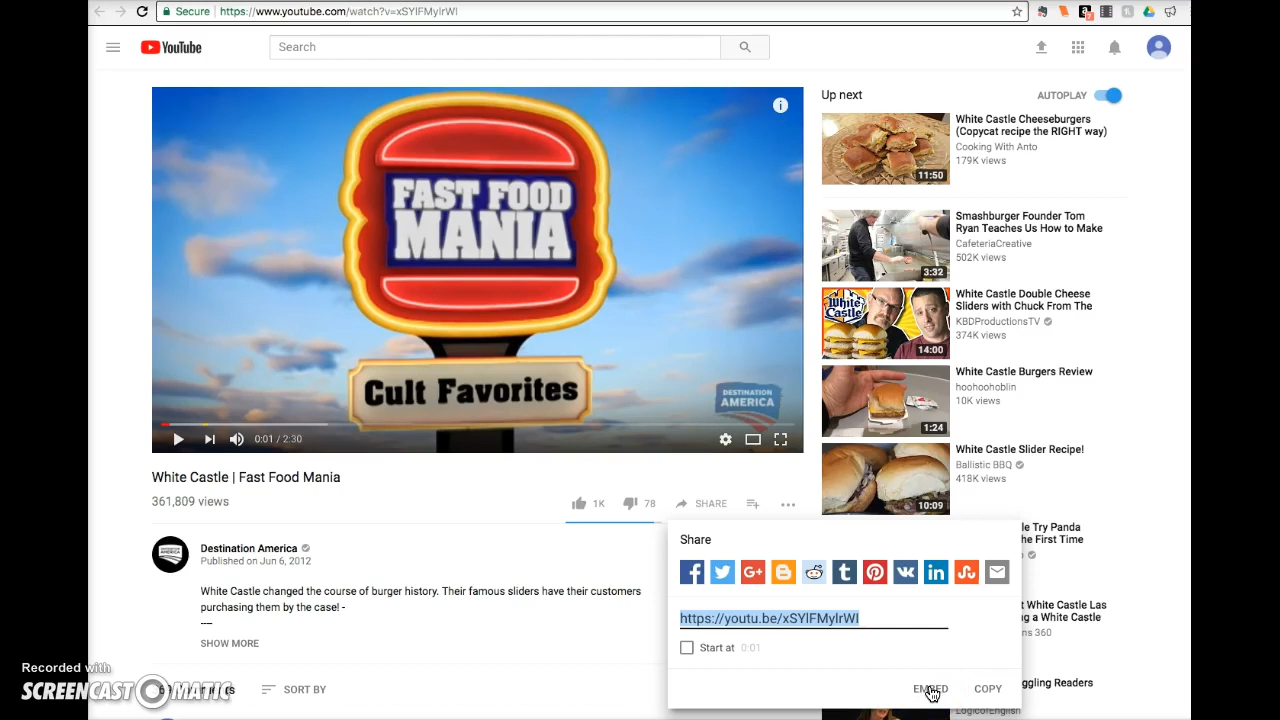 Secure
https://www.youtube.com/watch?v=xSYlFMylrWI
YouTube
Search
FAST FOOD
MANIA
Cult Favorites
DESTINATION
AMERICA
0:01 / 2:30
White Castle | Fast Food Mania
361,809 views
1K
78
SHARE
Destination America
Published on Jun 6, 2012
White Castle changed the course of burger history. Their famous sliders have their customers
purchasing them by the case! -
----
SHOW MORE
SORT BY
Share
https://youtu.be/xSYlFMylrWI
Start at 0:01
EMBED
COPY
Up next
AUTOPLAY
White Castle Cheeseburgers
(Copycat recipe the RIGHT way)
Cooking With Anto
179K views
11:50
Smashburger Founder Tom
Ryan Teaches Us How to Make
CafeteriaCreative
502K views
3:32
White Castle Double Cheese
Sliders with Chuck From The
KBDProductionsTV
374K views
White Castle
14:00
White Castle Burgers Review
hoohoohoblin
10K views
1:24
White Castle Slider Recipe!
Ballistic BBQ
418K views
10:09
Try Panda
First Time
White Castle Las
a White Castle
360
Readers
LogicofEnglish
Recorded with
SCREENCAST-O-MATIC